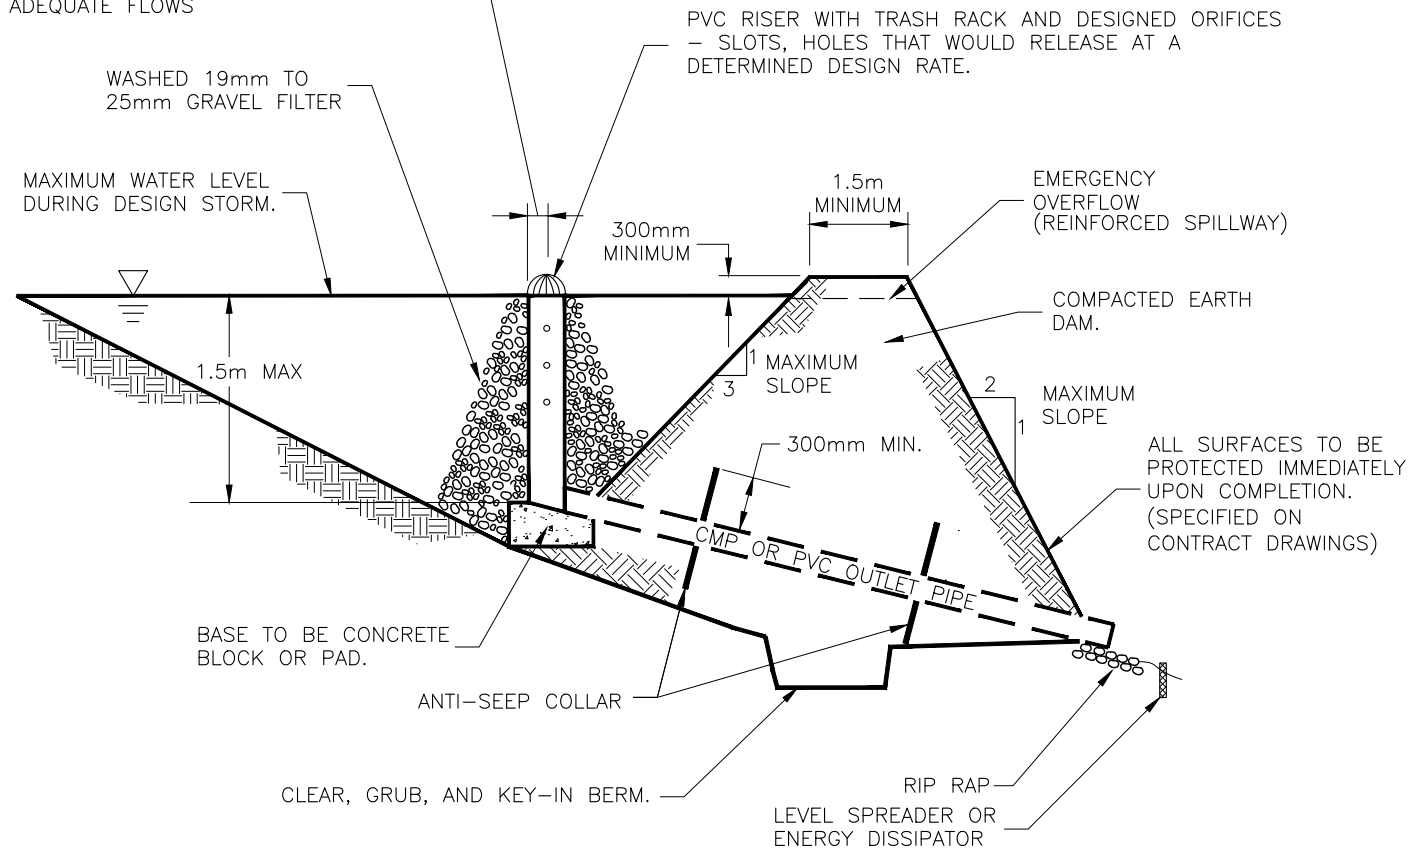 ADEQUATE FLOWS
PVC RISER WITH TRASH RACK AND DESIGNED ORIFICES
– SLOTS, HOLES THAT WOULD RELEASE AT A
DETERMINED DESIGN RATE.
WASHED 19mm TO
25mm GRAVEL FILTER
MAXIMUM WATER LEVEL
DURING DESIGN STORM.
300mm
MINIMUM
1.5m
MINIMUM
EMERGENCY
OVERFLOW
(REINFORCED SPILLWAY)
COMPACTED EARTH
DAM.
1.5m MAX
1
3
MAXIMUM
SLOPE
2
1
MAXIMUM
SLOPE
300mm MIN.
ALL SURFACES TO BE
PROTECTED IMMEDIATELY
UPON COMPLETION.
(SPECIFIED ON
CONTRACT DRAWINGS)
CMP OR PVC OUTLET PIPE
BASE TO BE CONCRETE
BLOCK OR PAD.
ANTI–SEEP COLLAR
CLEAR, GRUB, AND KEY–IN BERM.
RIP RAP
LEVEL SPREADER OR
ENERGY DISSIPATOR